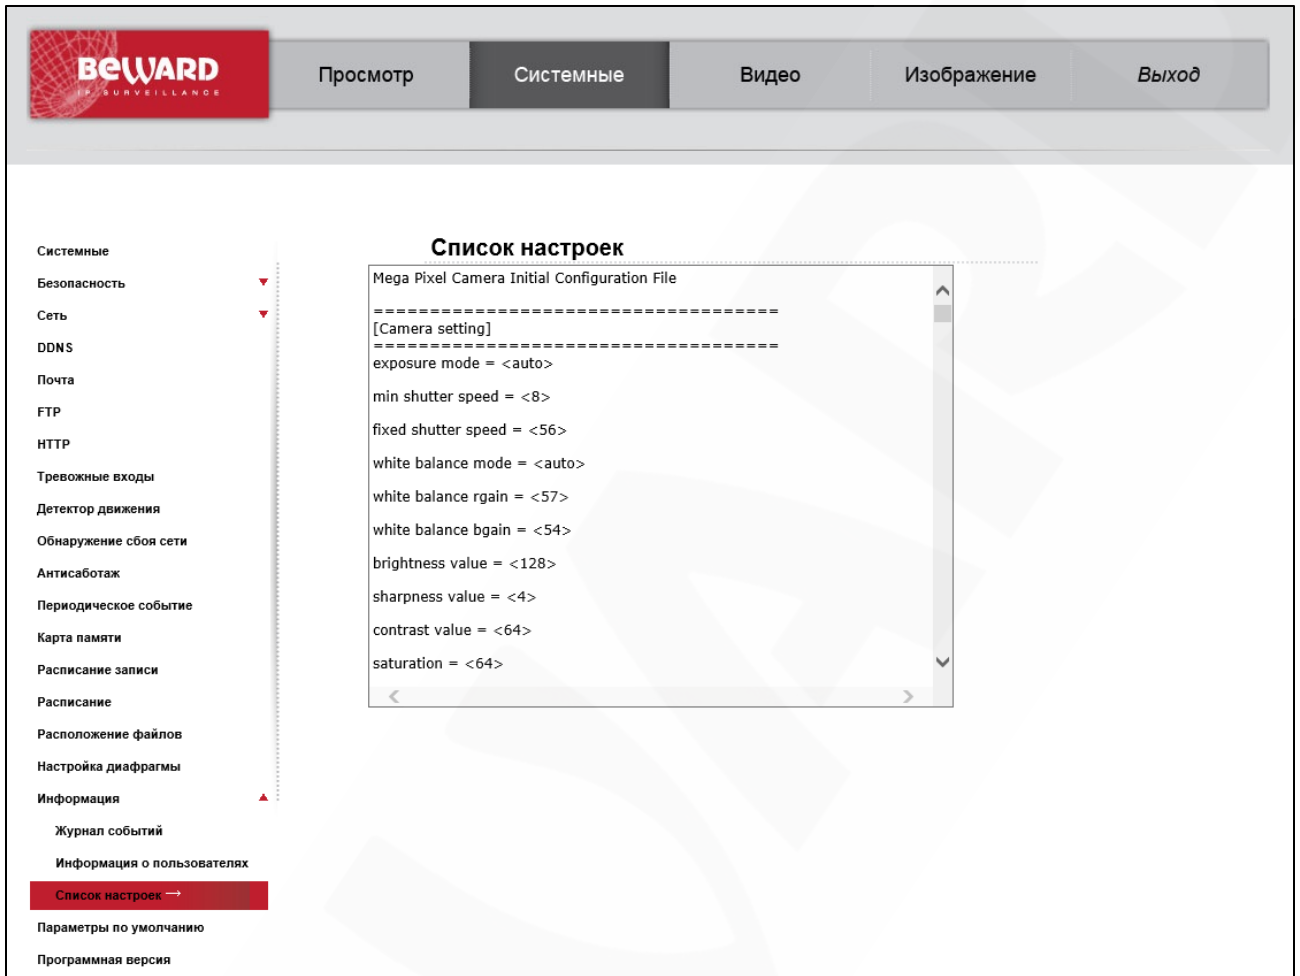 BEWARD
IP SURVEILLANCE
Просмотр
Системные
Видео
Изображение
Выход
Системные
Безопасность
Сеть
DDNS
Почта
FTP
HTTP
Тревожные входы
Детектор движения
Обнаружение сбоя сети
Антисаботаж
Периодическое событие
Карта памяти
Расписание записи
Расписание
Расположение файлов
Настройка диафрагмы
Информация
Журнал событий
Информация о пользователях
Список настроек →
Параметры по умолчанию
Программная версия
Список настроек
Mega Pixel Camera Initial Configuration File
====================================
[Camera setting]
====================================
exposure mode = <auto>
min shutter speed = <8>
fixed shutter speed = <56>
white balance mode = <auto>
white balance rgain = <57>
white balance bgain = <54>
brightness value = <128>
sharpness value = <4>
contrast value = <64>
saturation = <64>